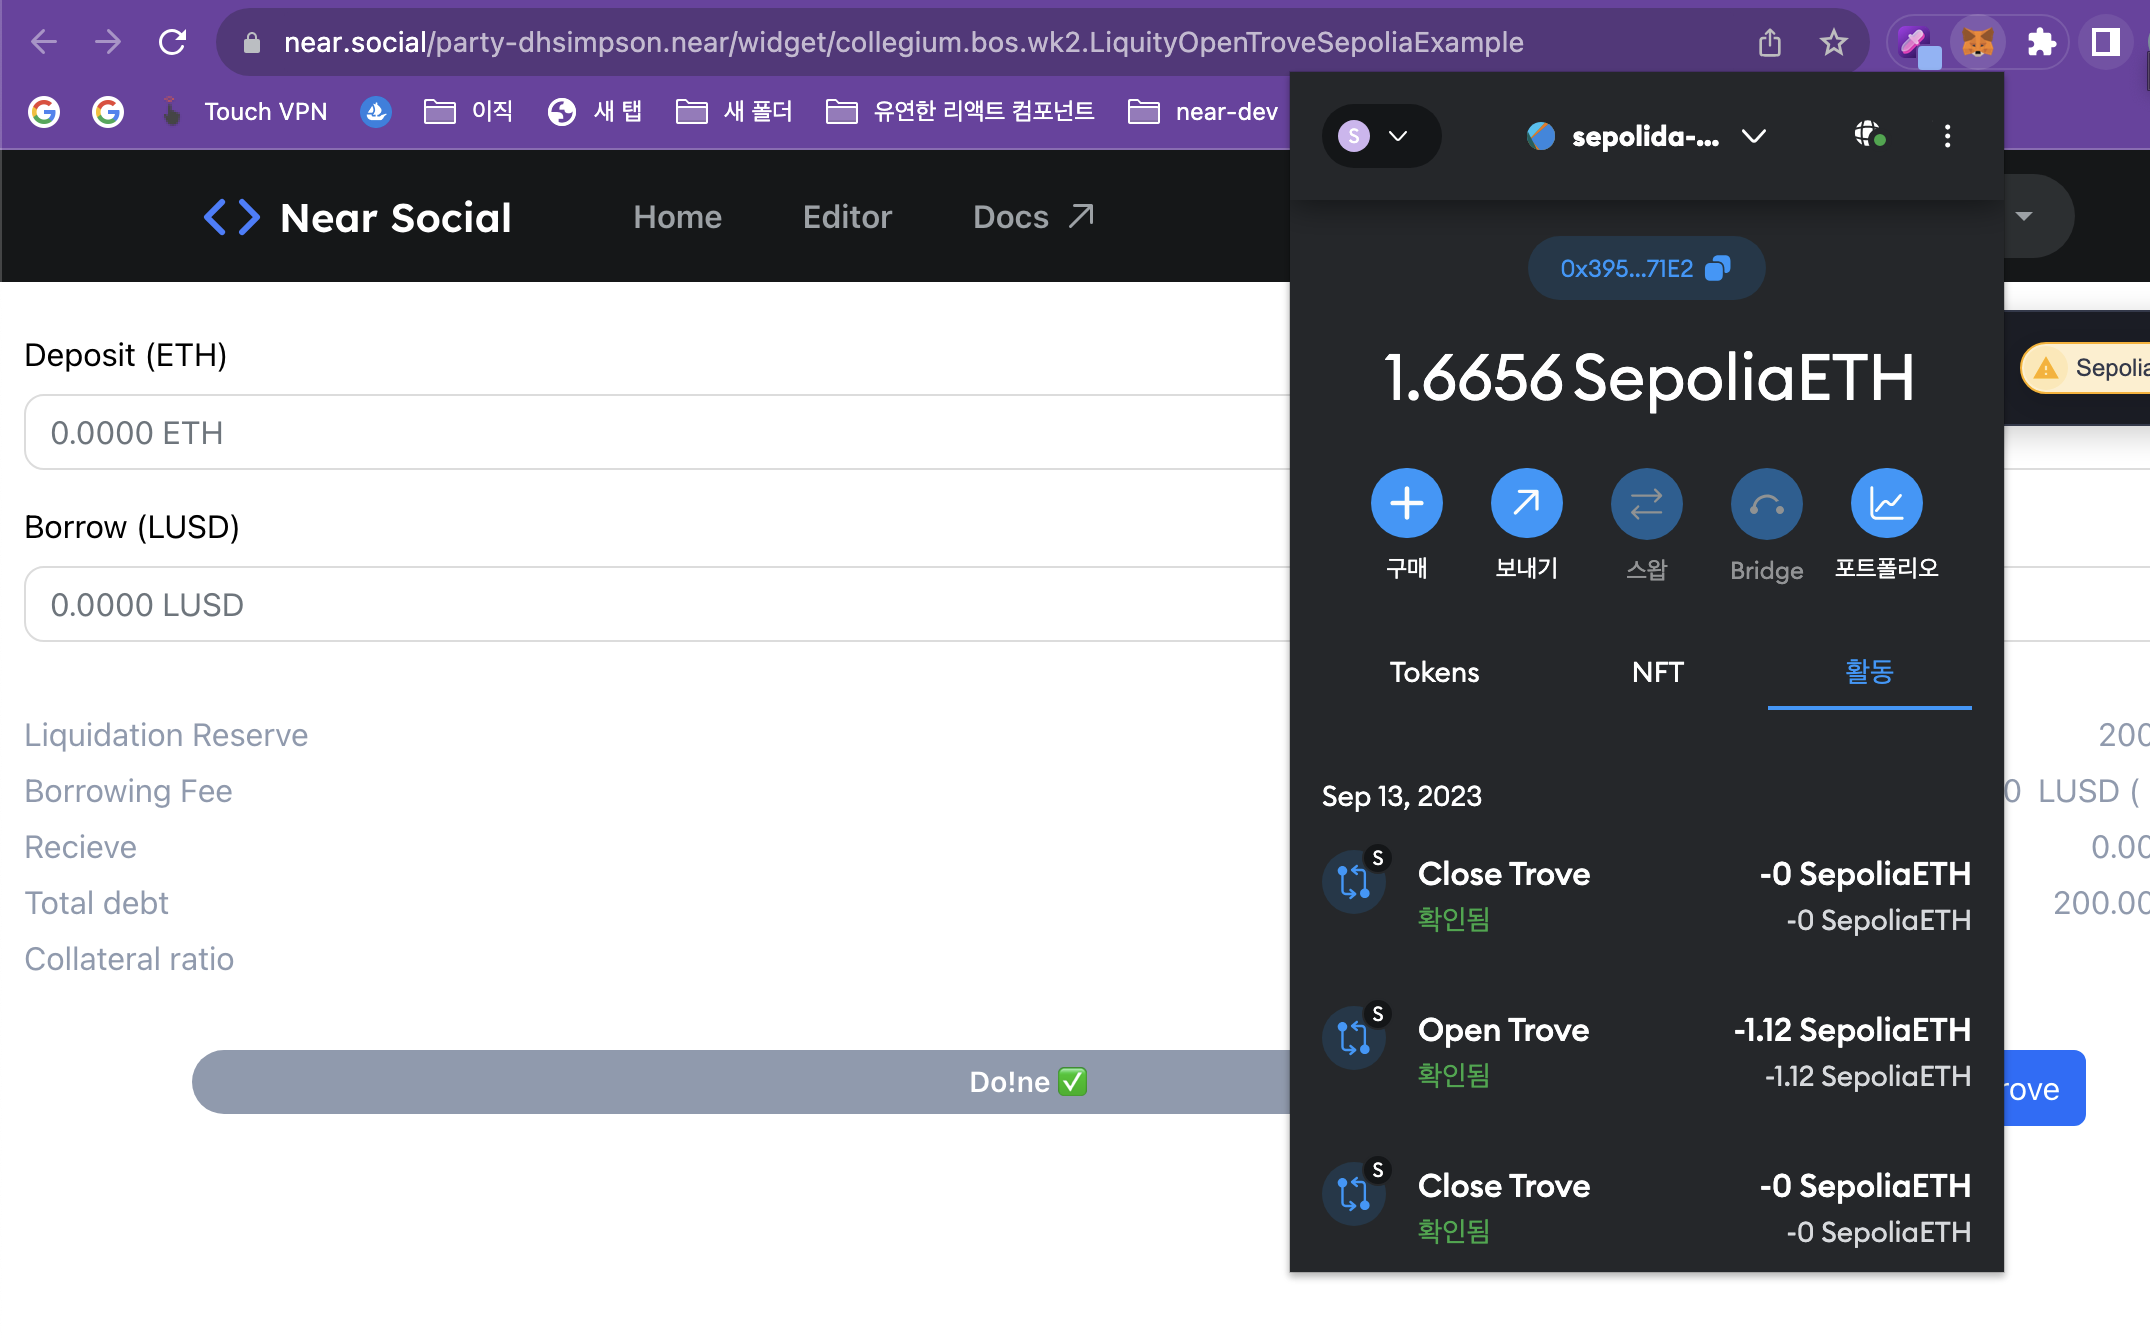 near.social/party-dhsimpson.near/widget/collegium.bos.wk2.LiquityOpenTroveSepoliaExample
Touch VPN
이직
새 탭
새 폴더
유연한 리액트 컴포넌트
near-dev
Near Social
Home
Editor
Docs
Deposit (ETH)
0.0000 ETH
Borrow (LUSD)
0.0000 LUSD
Liquidation Reserve
200
Borrowing Fee
0 LUSD (
Recieve
0.00
Total debt
200.00
Collateral ratio
Do!ne ✅
rove
Sepolia
S
sepolida-...
0x395...71E2
1.6656 SepoliaETH
구매
보내기
스왑
Bridge
포트폴리오
Tokens
NFT
활동
Sep 13, 2023
S
Close Trove
-0 SepoliaETH
확인됨
-0 SepoliaETH
S
Open Trove
-1.12 SepoliaETH
확인됨
-1.12 SepoliaETH
S
Close Trove
-0 SepoliaETH
확인됨
-0 SepoliaETH